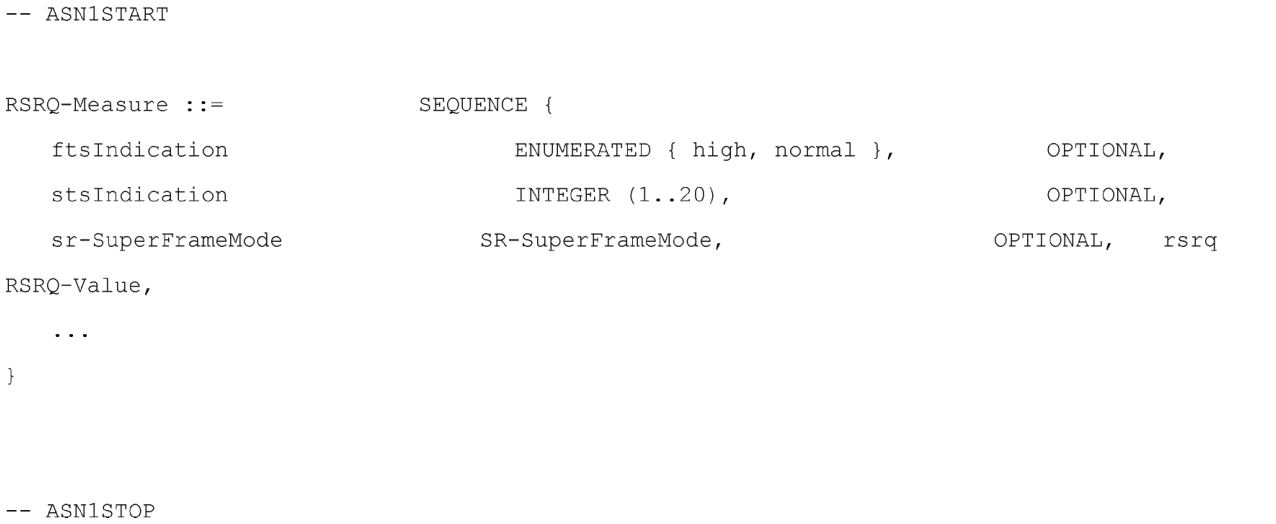 -- ASN1START
RSRQ-Measure ::= SEQUENCE {
ftsIndication ENUMERATED { high, normal }, OPTIONAL,
stsIndication INTEGER (1..20), OPTIONAL,
sr-SuperFrameMode SR-SuperFrameMode, OPTIONAL, rsrq
RSRQ-Value,
...
}
-- ASN1STOP